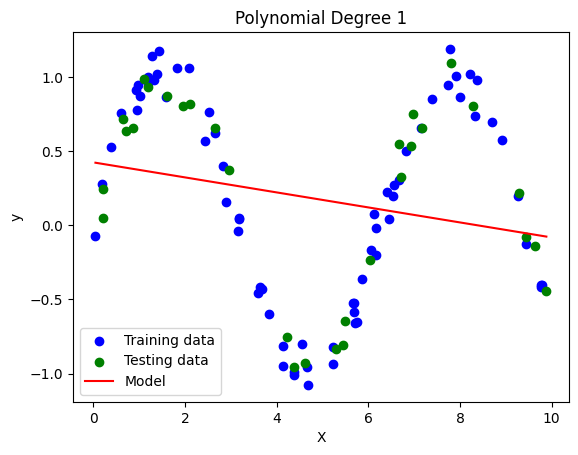 Polynomial Degree 1
y
1.0
0.5
0.0
−0.5
−1.0
Training data
Testing data
Model
0
2
4
6
8
10
X